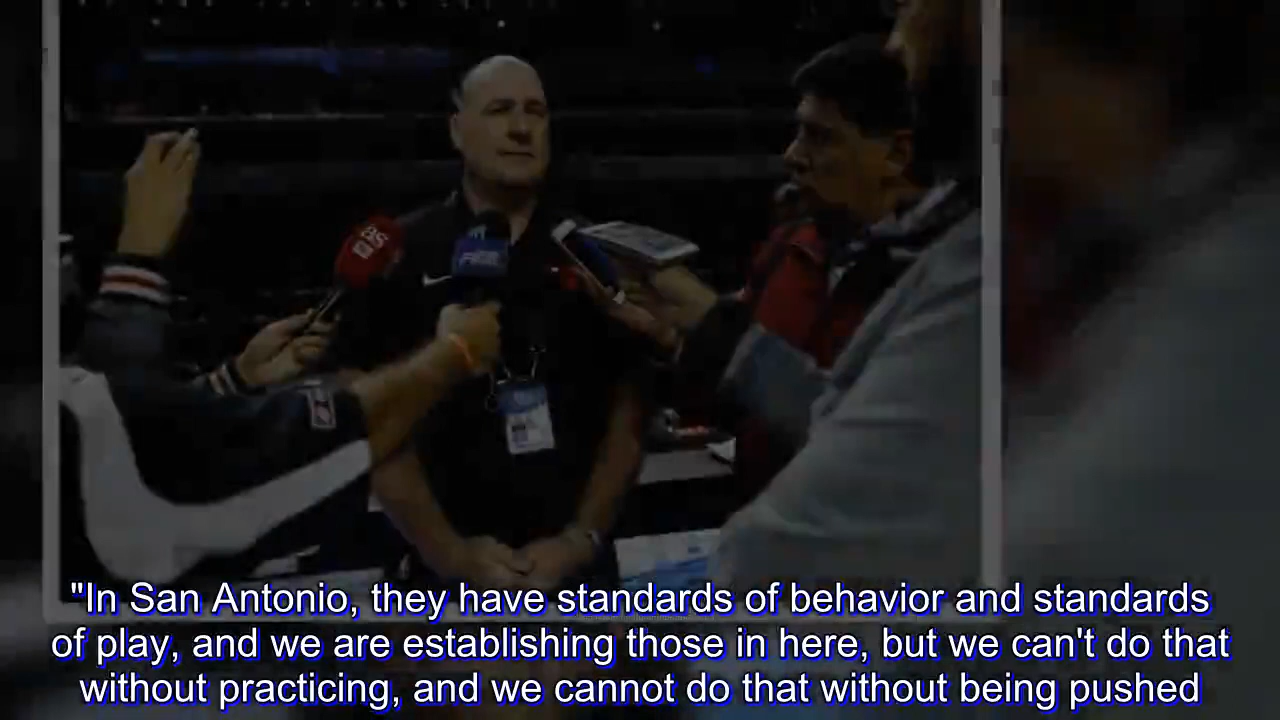 "In San Antonio, they have standards of behavior and standards
of play, and we are establishing those in here, but we can't do that
without practicing, and we cannot do that without being pushed